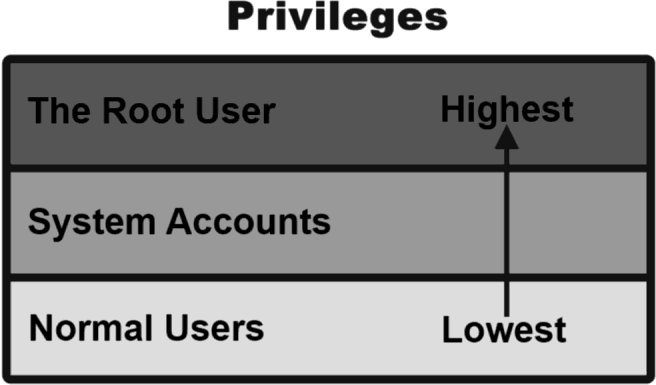 Privileges
The Root User Highest
System Accounts
Normal Users Lowest